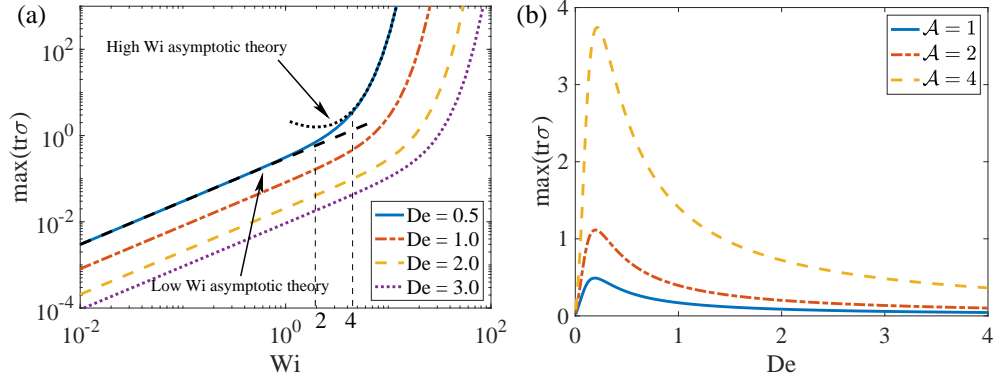 (a)
10^2
10^0
10^{-2}
10^{-4}
max(trσ)
High Wi asymptotic theory
Low Wi asymptotic theory
De = 0.5
De = 1.0
De = 2.0
De = 3.0
10^{-2}
10^0
2
4
10^2
Wi
(b)
4
3
2
1
0
max(trσ)
𝒜 = 1
𝒜 = 2
𝒜 = 4
0
1
2
3
4
De